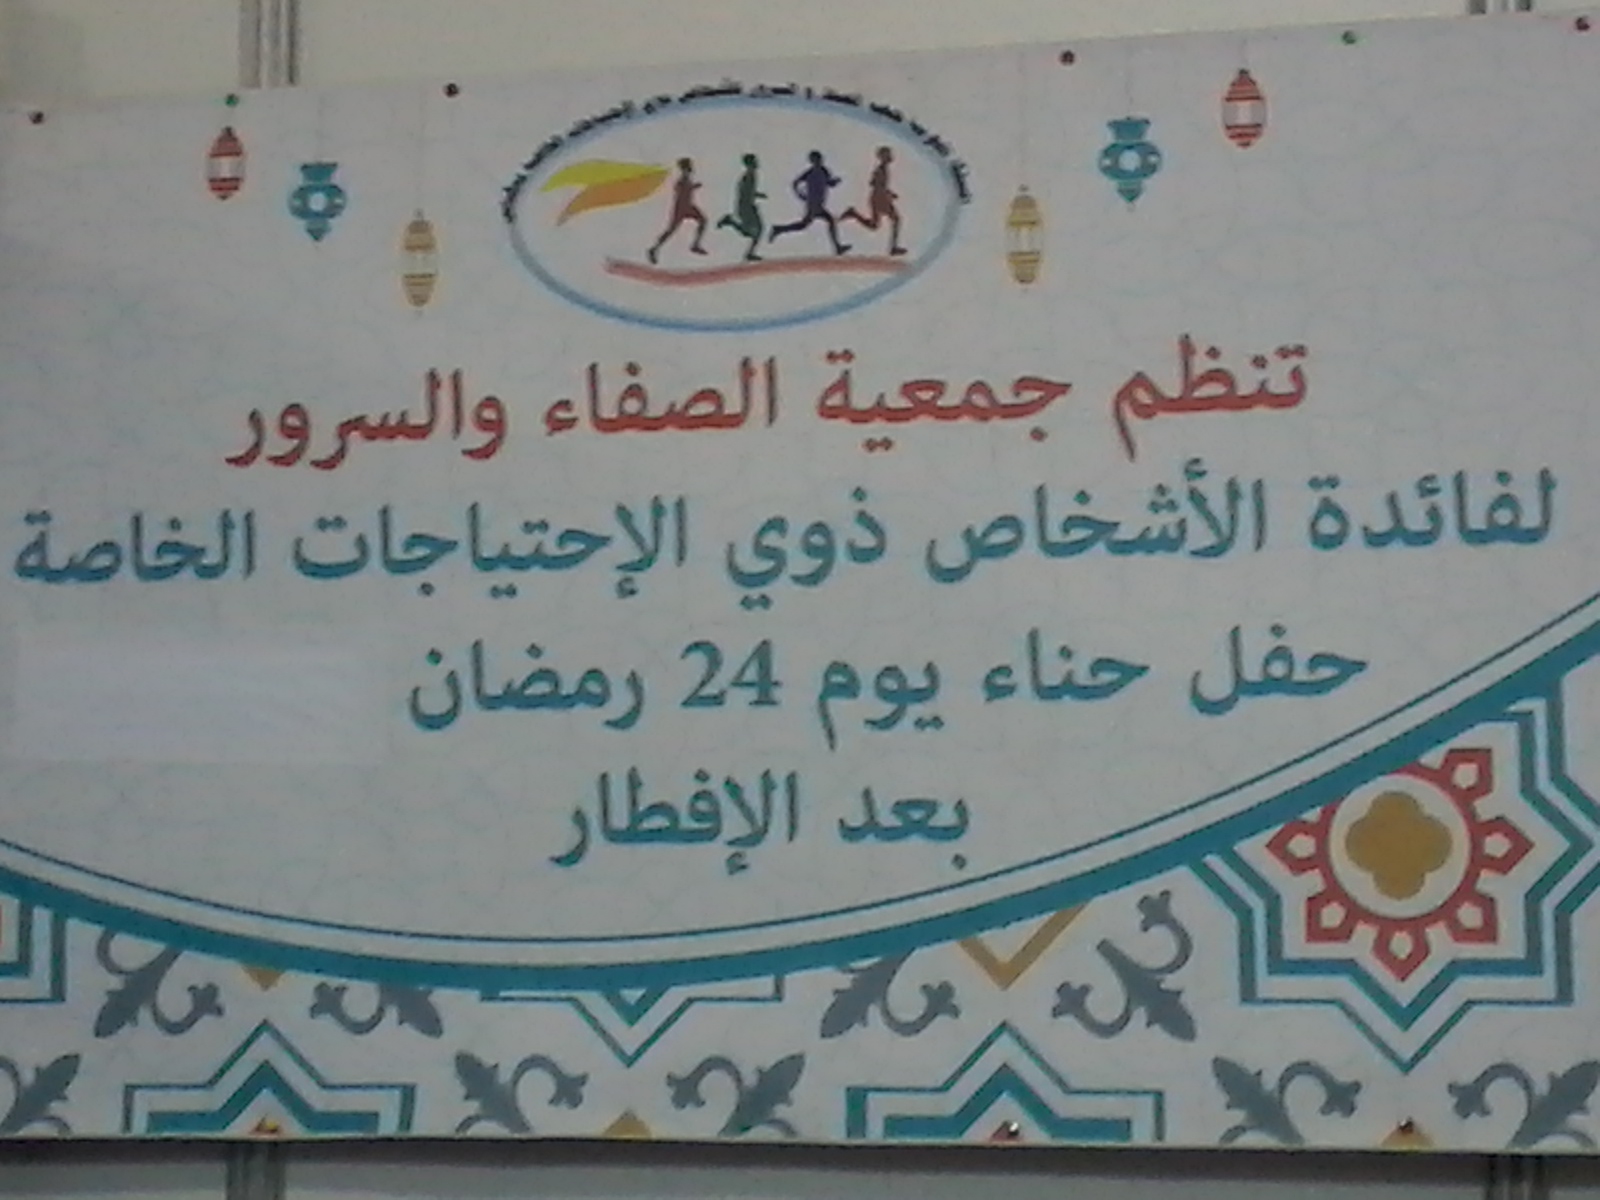 تنظم جمعية الصفاء والسرور
لفائدة الأشخاص ذوي الإحتياجات الخاصة
حفل حناء يوم 24 رمضان
بعد الإفطار